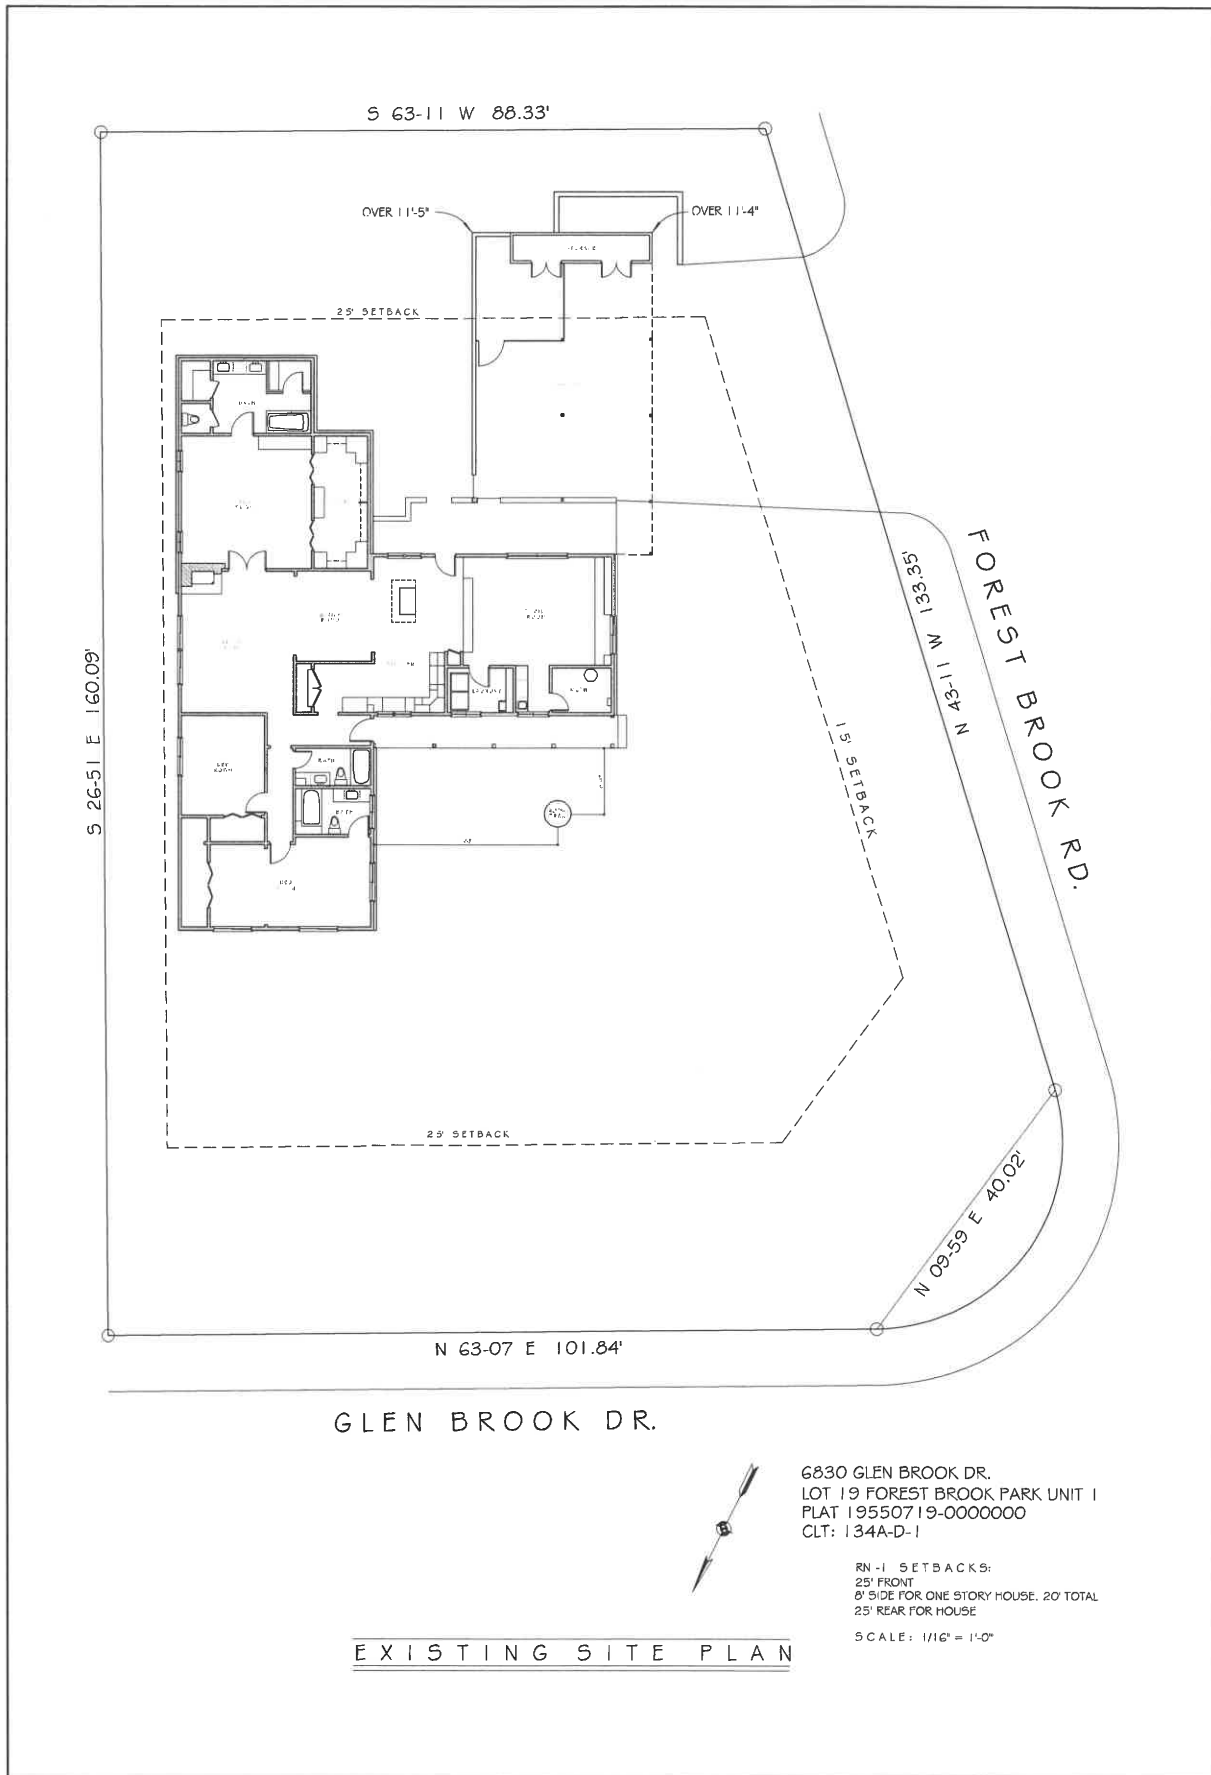 S 63-11 W 88.33'
OVER 11'-5"
OVER 11'-4"
25' SETBACK
BATH
S 26-51 E 160.09'
N 43-11 W 133.35'
FOREST BROOK RD.
15' SETBACK
LAUNDRY
BATH
BATH
25' SETBACK
N 09-59 E 40.02'
N 63-07 E 101.84'
GLEN BROOK DR.
6830 GLEN BROOK DR.
LOT 19 FOREST BROOK PARK UNIT 1
PLAT 19550719-0000000
CLT: 134A-D-1
RN-1 SETBACKS:
25' FRONT
8' SIDE FOR ONE STORY HOUSE. 20' TOTAL
25' REAR FOR HOUSE
SCALE: 1/16" = 1'-0"
EXISTING SITE PLAN